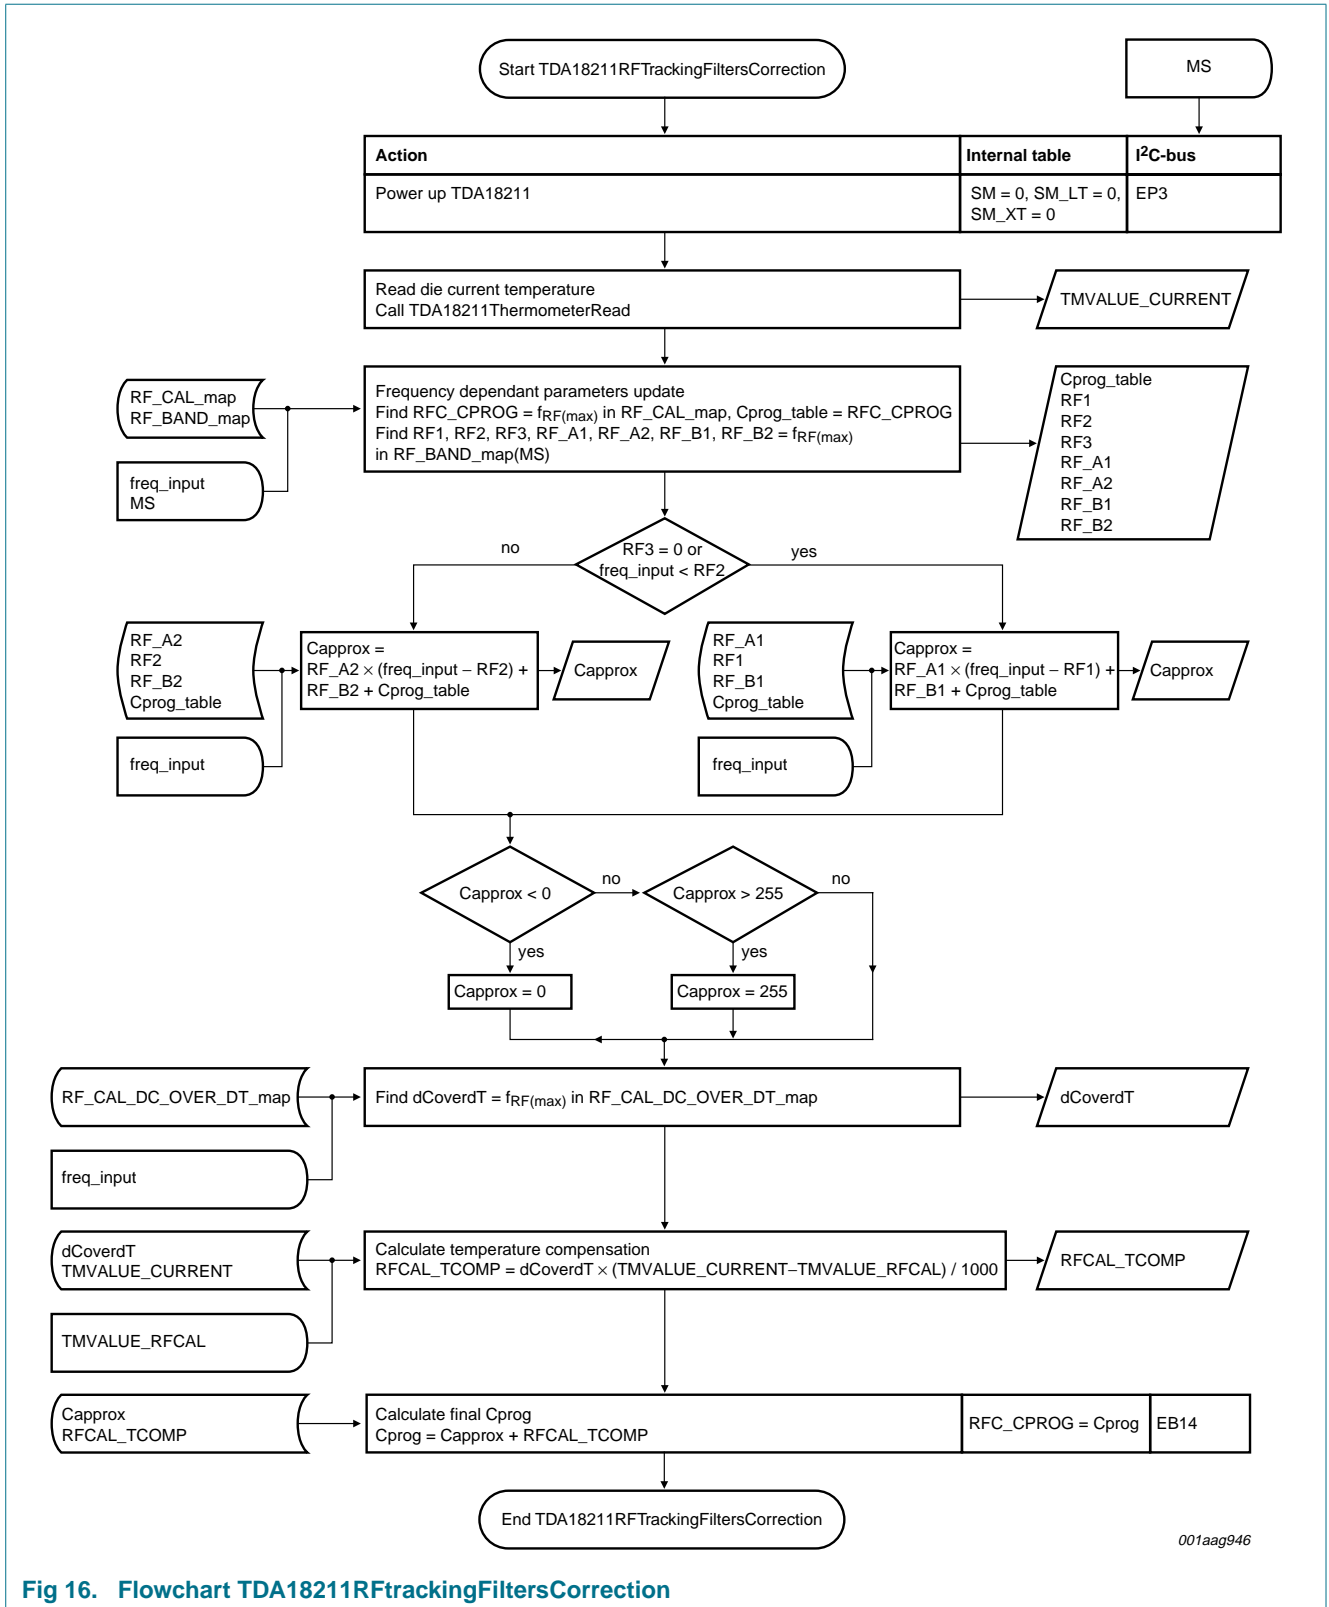 Start TDA18211RFTrackingFiltersCorrection
MS
Action
Internal table
I2C-bus
Power up TDA18211
SM = 0, SM_LT = 0,
SM_XT = 0
EP3
Read die current temperature
Call TDA18211ThermometerRead
TMVALUE_CURRENT
RF_CAL_map
RF_BAND_map
freq_input
MS
Frequency dependant parameters update
Find RFC_CPROG = fRF(max) in RF_CAL_map, Cprog_table = RFC_CPROG
Find RF1, RF2, RF3, RF_A1, RF_A2, RF_B1, RF_B2 = fRF(max)
in RF_BAND_map(MS)
Cprog_table
RF1
RF2
RF3
RF_A1
RF_A2
RF_B1
RF_B2
no
RF3 = 0 or
freq_input < RF2
yes
RF_A2
RF2
RF_B2
Cprog_table
freq_input
Capprox =
RF_A2 × (freq_input − RF2) +
RF_B2 + Cprog_table
Capprox
RF_A1
RF1
RF_B1
Cprog_table
freq_input
Capprox =
RF_A1 × (freq_input − RF1) +
RF_B1 + Cprog_table
Capprox
Capprox < 0
no
Capprox > 255
no
yes
yes
Capprox = 0
Capprox = 255
RF_CAL_DC_OVER_DT_map
freq_input
Find dCoverdT = fRF(max) in RF_CAL_DC_OVER_DT_map
dCoverdT
dCoverdT
TMVALUE_CURRENT
TMVALUE_RFCAL
Calculate temperature compensation
RFCAL_TCOMP = dCoverdT × (TMVALUE_CURRENT−TMVALUE_RFCAL) / 1000
RFCAL_TCOMP
Capprox
RFCAL_TCOMP
Calculate final Cprog
Cprog = Capprox + RFCAL_TCOMP
RFC_CPROG = Cprog
EB14
End TDA18211RFTrackingFiltersCorrection
001aag946
Fig 16. Flowchart TDA18211RFtrackingFiltersCorrection